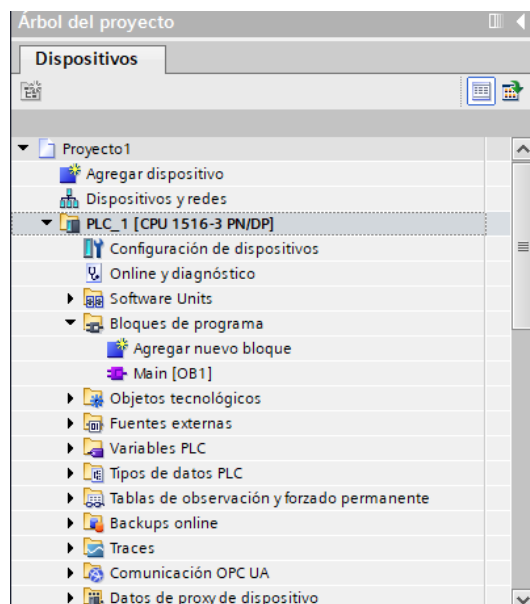 Árbol del proyecto
Dispositivos
Proyecto1
Agregar dispositivo
Dispositivos y redes
PLC_1 [CPU 1516-3 PN/DP]
Configuración de dispositivos
Online y diagnóstico
Software Units
Bloques de programa
Agregar nuevo bloque
Main [OB1]
Objetos tecnológicos
Fuentes externas
Variables PLC
Tipos de datos PLC
Tablas de observación y forzado permanente
Backups online
Traces
Comunicación OPC UA
Datos de proxy de dispositivo